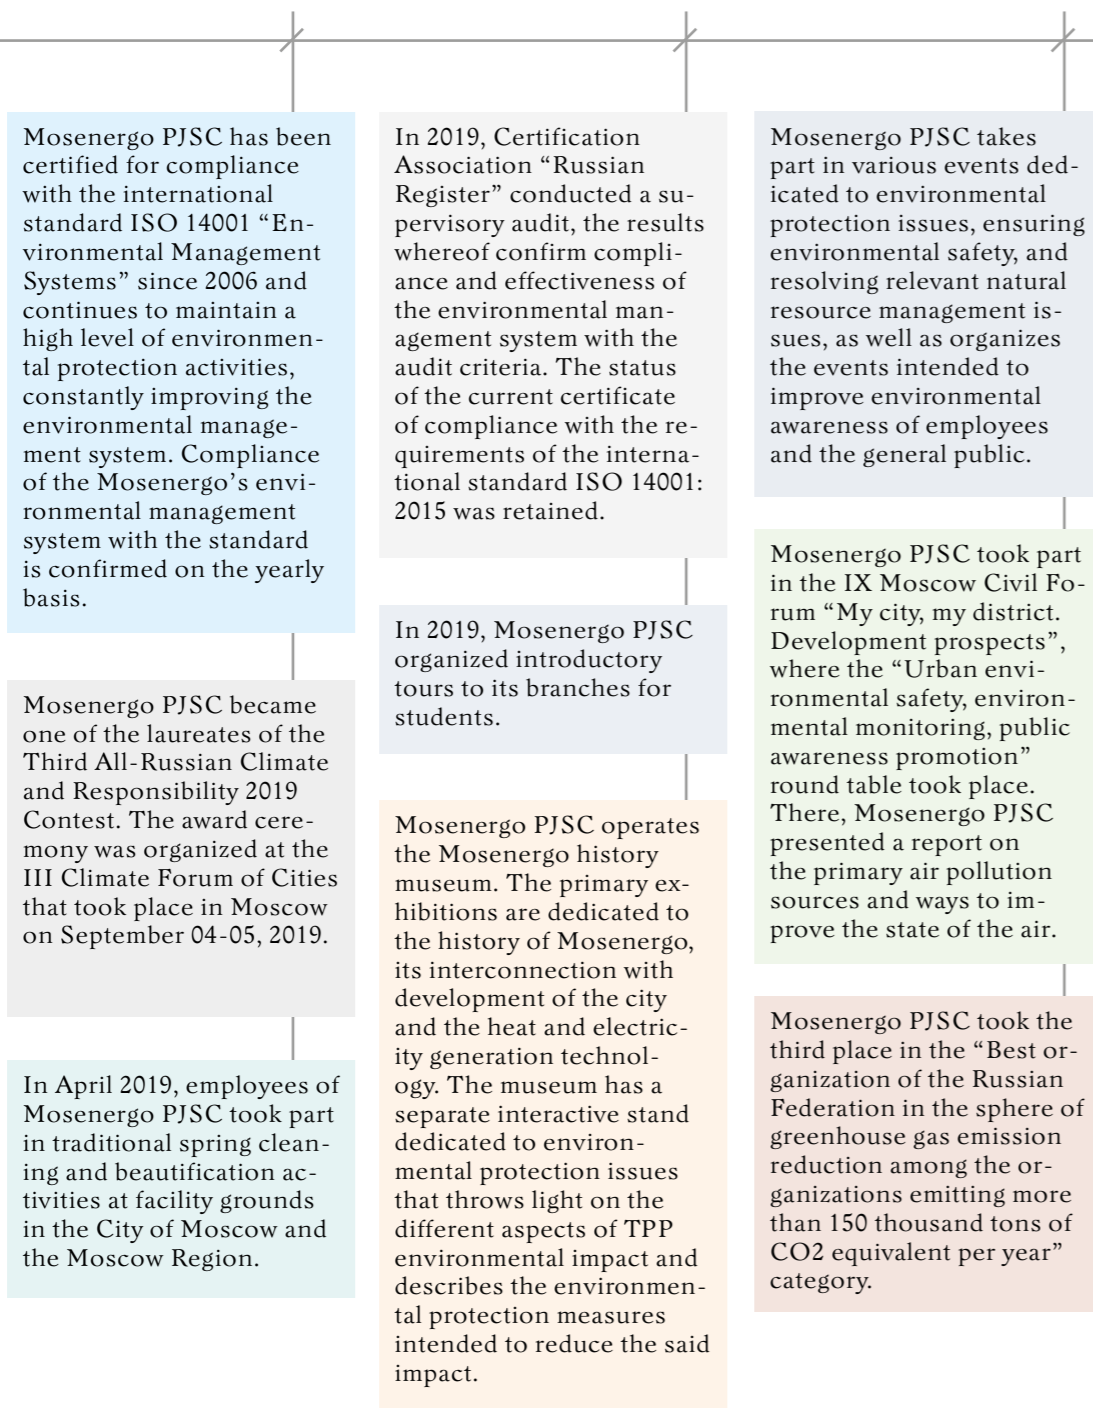 Mosenergo PJSC has been
certified for compliance
with the international
standard ISO 14001 “En-
vironmental Management
Systems” since 2006 and
continues to maintain a
high level of environmen-
tal protection activities,
constantly improving the
environmental manage-
ment system. Compliance
of the Mosenergo’s envi-
ronmental management
system with the standard
is confirmed on the yearly
basis.
Mosenergo PJSC became
one of the laureates of the
Third All-Russian Climate
and Responsibility 2019
Contest. The award cere-
mony was organized at the
III Climate Forum of Cities
that took place in Moscow
on September 04-05, 2019.
In April 2019, employees of
Mosenergo PJSC took part
in traditional spring clean-
ing and beautification ac-
tivities at facility grounds
in the City of Moscow and
the Moscow Region.
In 2019, Certification
Association “Russian
Register” conducted a su-
pervisory audit, the results
whereof confirm compli-
ance and effectiveness of
the environmental man-
agement system with the
audit criteria. The status
of the current certificate
of compliance with the re-
quirements of the interna-
tional standard ISO 14001:
2015 was retained.
In 2019, Mosenergo PJSC
organized introductory
tours to its branches for
students.
Mosenergo PJSC operates
the Mosenergo history
museum. The primary ex-
hibitions are dedicated to
the history of Mosenergo,
its interconnection with
development of the city
and the heat and electric-
ity generation technol-
ogy. The museum has a
separate interactive stand
dedicated to environ-
mental protection issues
that throws light on the
different aspects of TPP
environmental impact and
describes the environmen-
tal protection measures
intended to reduce the said
impact.
Mosenergo PJSC takes
part in various events ded-
icated to environmental
protection issues, ensuring
environmental safety, and
resolving relevant natural
resource management is-
sues, as well as organizes
the events intended to
improve environmental
awareness of employees
and the general public.
Mosenergo PJSC took part
in the IX Moscow Civil Fo-
rum “My city, my district.
Development prospects”,
where the “Urban envi-
ronmental safety, environ-
mental monitoring, public
awareness promotion”
round table took place.
There, Mosenergo PJSC
presented a report on
the primary air pollution
sources and ways to im-
prove the state of the air.
Mosenergo PJSC took the
third place in the “Best or-
ganization of the Russian
Federation in the sphere of
greenhouse gas emission
reduction among the or-
ganizations emitting more
than 150 thousand tons of
CO2 equivalent per year”
category.